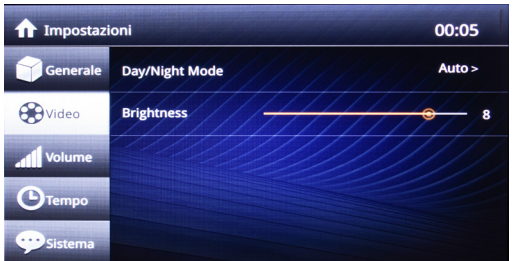 Impostazioni 00:05
Generale
Day/Night Mode Auto >
Video
Brightness 8
Volume
Tempo
Sistema